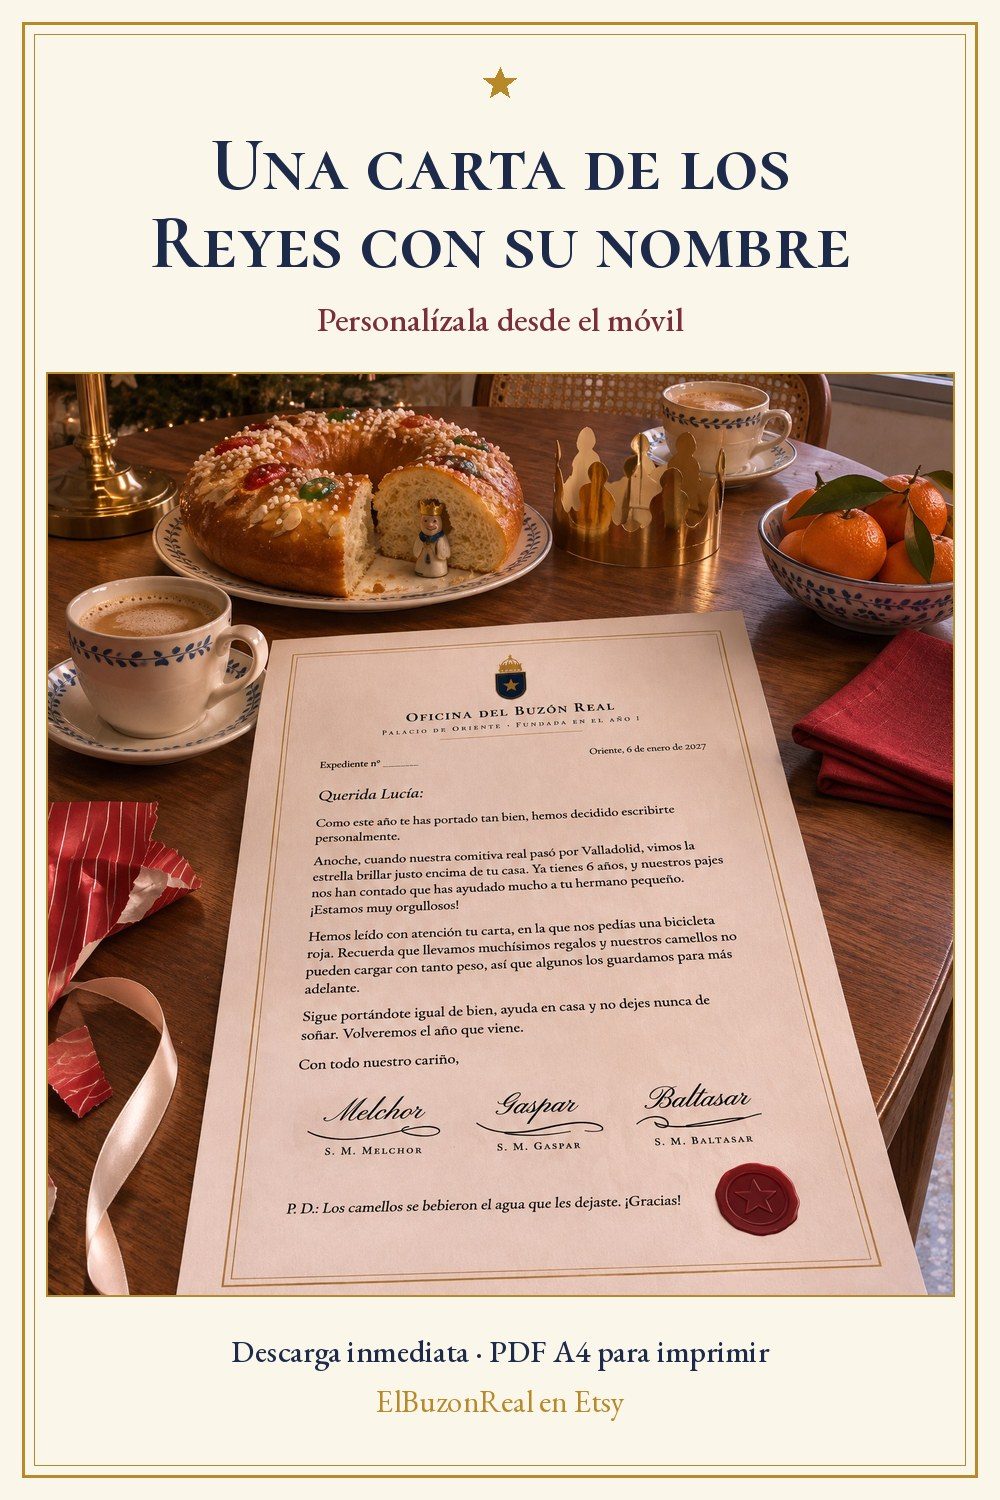 Una carta de los
Reyes con su nombre
Personalízala desde el móvil
Oficina del Buzón Real
Palacio de Oriente · Fundada en el año I
Expediente nº ________
Oriente, 6 de enero de 2027
Querida Lucía:
Como este año te has portado tan bien, hemos decidido escribirte
personalmente.
Anoche, cuando nuestra comitiva real pasó por Valladolid, vimos la
estrella brillar justo encima de tu casa. Ya tienes 6 años, y nuestros pajes
nos han contado que has ayudado mucho a tu hermano pequeño.
¡Estamos muy orgullosos!
Hemos leído con atención tu carta, en la que nos pedías una bicicleta
roja. Recuerda que llevamos muchísimos regalos y nuestros camellos no
pueden cargar con tanto peso, así que algunos los guardamos para más
adelante.
Sigue portándote igual de bien, ayuda en casa y no dejes nunca de
soñar. Volveremos el año que viene.
Con todo nuestro cariño,
Melchor Gaspar Baltasar
S. M. Melchor S. M. Gaspar S. M. Baltasar
P. D.: Los camellos se bebieron el agua que les dejaste. ¡Gracias!
Descarga inmediata · PDF A4 para imprimir
ElBuzonReal en Etsy